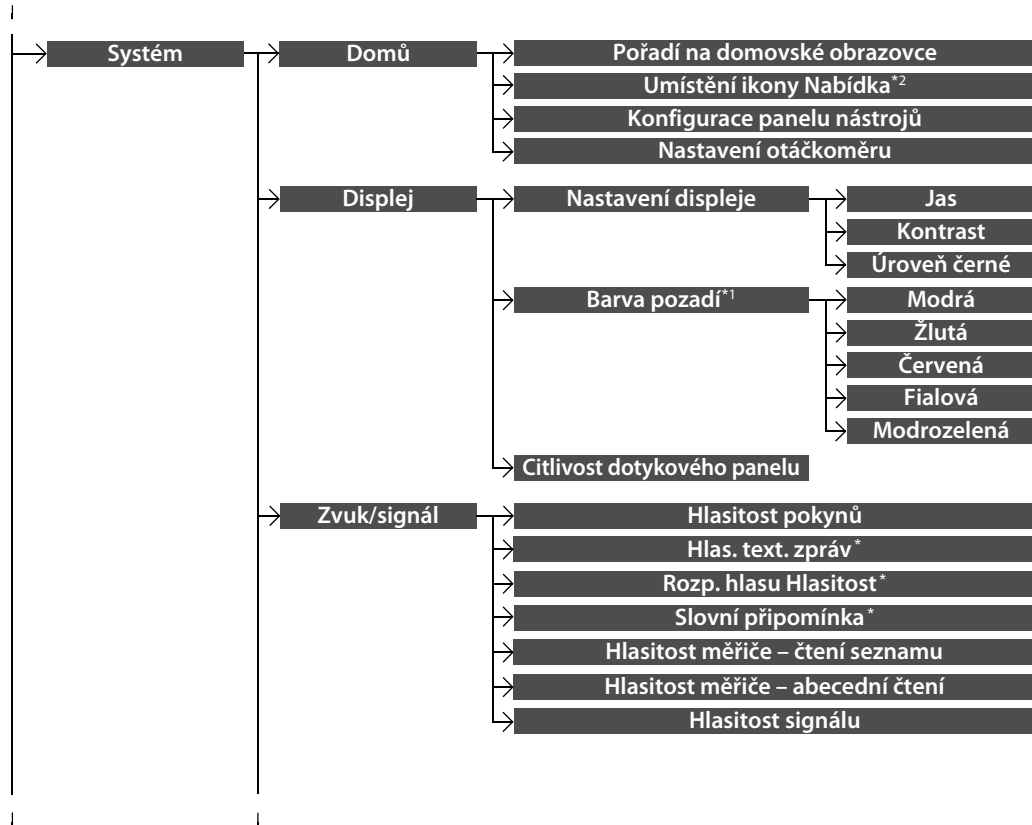 Systém
Domů
Pořadí na domovské obrazovce
Umístění ikony Nabídka*2
Konfigurace panelu nástrojů
Nastavení otáčkoměru
Displej
Nastavení displeje
Jas
Kontrast
Úroveň černé
Barva pozadí*1
Modrá
Žlutá
Červená
Fialová
Modrozelená
Citlivost dotykového panelu
Zvuk/signál
Hlasitost pokynů
Hlas. text. zpráv*
Rozp. hlasu Hlasitost*
Slovní připomínka*
Hlasitost měřiče – čtení seznamu
Hlasitost měřiče – abecední čtení
Hlasitost signálu